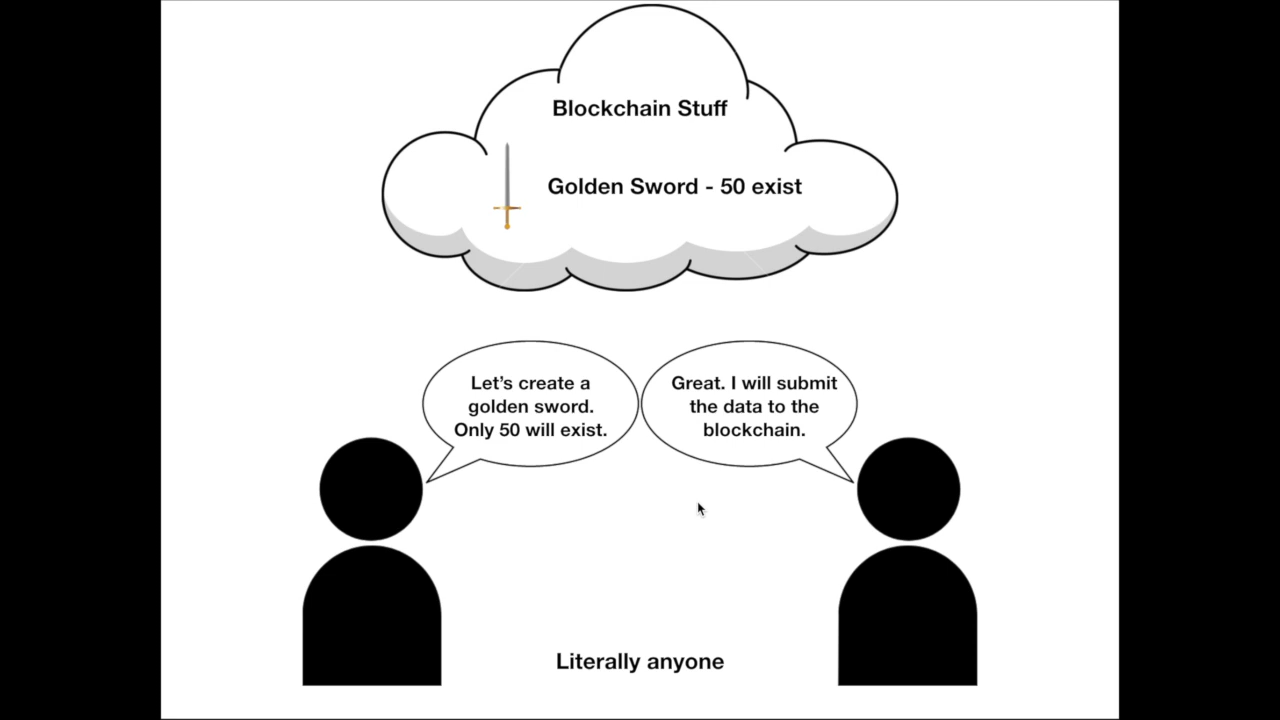 Blockchain Stuff
Golden Sword - 50 exist
Let’s create a
golden sword.
Only 50 will exist.
Great. I will submit
the data to the
blockchain.
Literally anyone